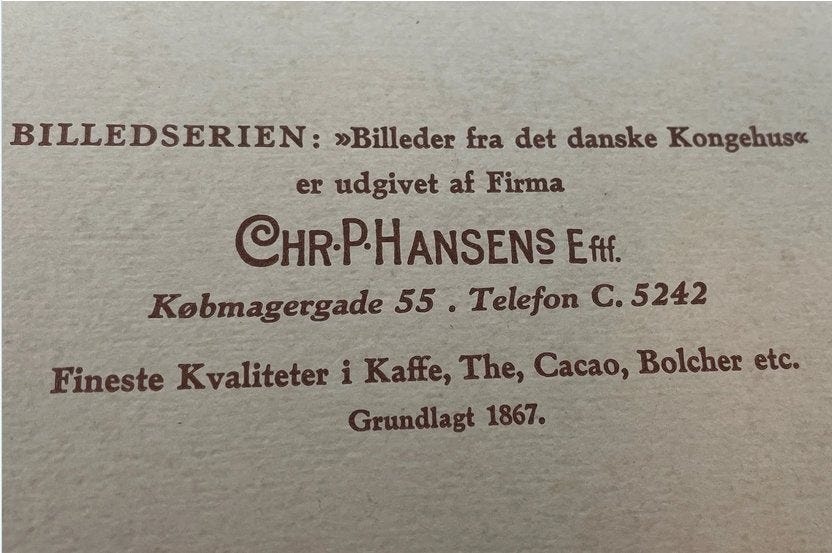 BILLEDSERIEN: »Billeder fra det danske Kongehus«
er udgivet af Firma
CHR·P·HANSENS Eftf.
Købmagergade 55 . Telefon C. 5242
Fineste Kvaliteter i Kaffe, The, Cacao, Bolcher etc.
Grundlagt 1867.